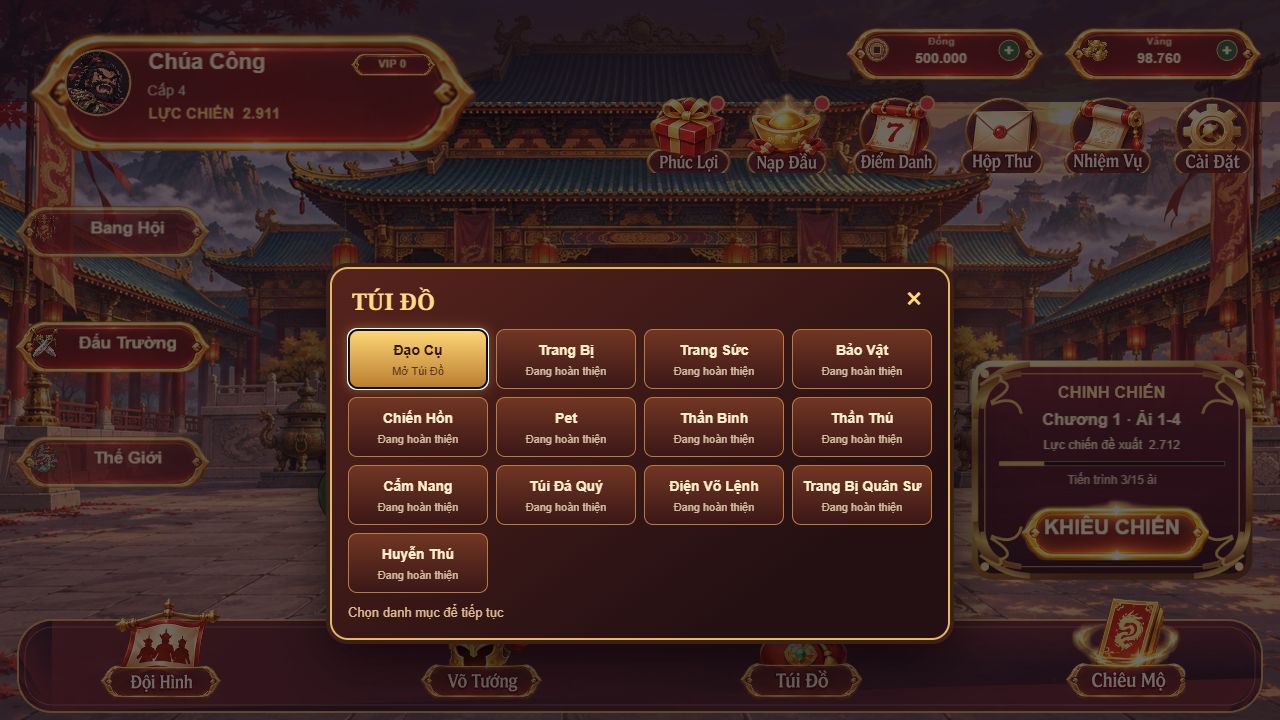 Chúa Công
VIP 0
Cấp 4
LỰC CHIẾN 2.911
Đồng
500.000
+
Vàng
98.760
+
Phúc Lợi
Nạp Đầu
7
Điểm Danh
Hộp Thư
Nhiệm Vụ
Cài Đặt
Bang Hội
Đấu Trường
Thế Giới
TÚI ĐỒ
×
Đạo Cụ
Mở Túi Đồ
Trang Bị
Đang hoàn thiện
Trang Sức
Đang hoàn thiện
Bảo Vật
Đang hoàn thiện
Chiến Hồn
Đang hoàn thiện
Pet
Đang hoàn thiện
Thần Binh
Đang hoàn thiện
Thần Thú
Đang hoàn thiện
Cẩm Nang
Đang hoàn thiện
Túi Đá Quý
Đang hoàn thiện
Điện Võ Lệnh
Đang hoàn thiện
Trang Bị Quân Sư
Đang hoàn thiện
Huyễn Thú
Đang hoàn thiện
Chọn danh mục để tiếp tục
CHINH CHIẾN
Chương 1 · Ải 1-4
Lực chiến đề xuất 2.712
Tiến trình 3/15 ải
KHIÊU CHIẾN
Đội Hình
Võ Tướng
Túi Đồ
Chiêu Mộ